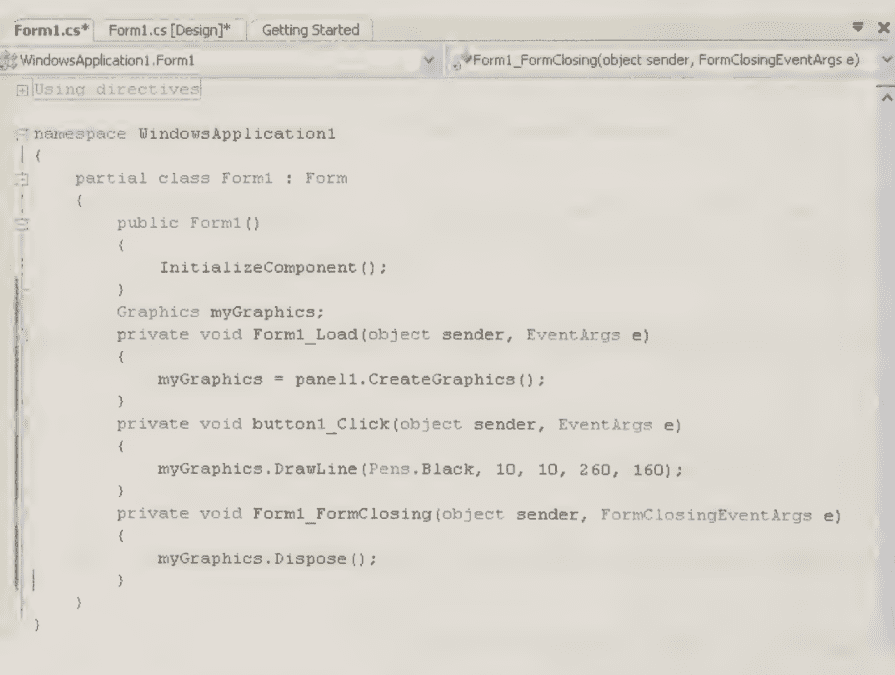 Form1.cs* Form1.cs [Design]* Getting Started
WindowsApplication1.Form1 Form1_FormClosing(object sender, FormClosingEventArgs e)
Using directives
namespace WindowsApplication1
{
partial class Form1 : Form
{
public Form1()
{
InitializeComponent();
}
Graphics myGraphics;
private void Form1_Load(object sender, EventArgs e)
{
myGraphics = panel1.CreateGraphics();
}
private void button1_Click(object sender, EventArgs e)
{
myGraphics.DrawLine(Pens.Black, 10, 10, 260, 160);
}
private void Form1_FormClosing(object sender, FormClosingEventArgs e)
{
myGraphics.Dispose();
}
}
}